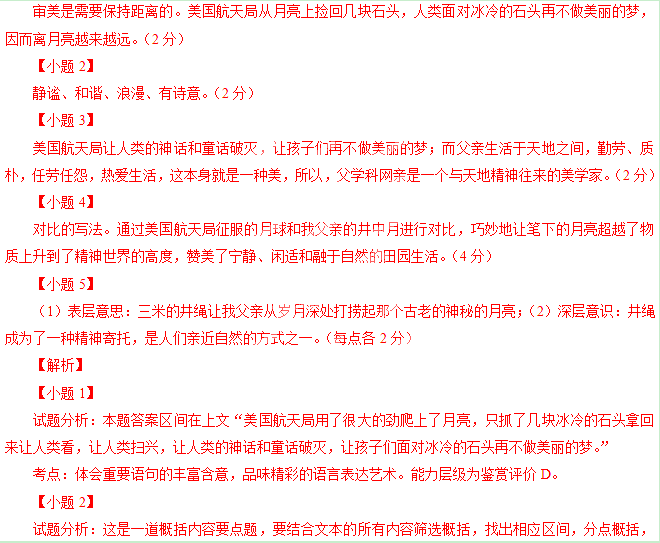 审美是需要保持距离的。美国航天局从月亮上捡回几块石头，人类面对冰冷的石头再不做美丽的梦，
因而离月亮越来越远。（2 分）
【小题 2】
静谧、和谐、浪漫、有诗意。（2 分）
【小题 3】
美国航天局让人类的神话和童话破灭，让孩子们再不做美丽的梦；而父亲生活于天地之间，勤劳、质
朴，任劳任怨，热爱生活，这本身就是一种美，所以，父学科网亲是一个与天地精神往来的美学家。（2 分）
【小题 4】
对比的写法。通过美国航天局征服的月球和我父亲的井中月进行对比，巧妙地让笔下的月亮超越了物
质上升到了精神世界的高度，赞美了宁静、闲适和融于自然的田园生活。（4 分）
【小题 5】
（1）表层意思：三米的井绳让我父亲从岁月深处打捞起那个古老的神秘的月亮；（2）深层意识：井绳
成为了一种精神寄托，是人们亲近自然的方式之一。（每点各 2 分）
【解析】
【小题 1】
试题分析：本题答案区间在上文“美国航天局用了很大的劲爬上了月亮，只抓了几块冰冷的石头拿回
来让人类看，让人类扫兴，让人类的神话和童话破灭，让孩子们面对冰冷的石头再不做美丽的梦。”
考点：体会重要语句的丰富含意，品味精彩的语言表达艺术。能力层级为鉴赏评价 D。
【小题 2】
试题分析：这是一道概括内容要点题，要结合文本的所有内容筛选概括，找出相应区间，分点概括，